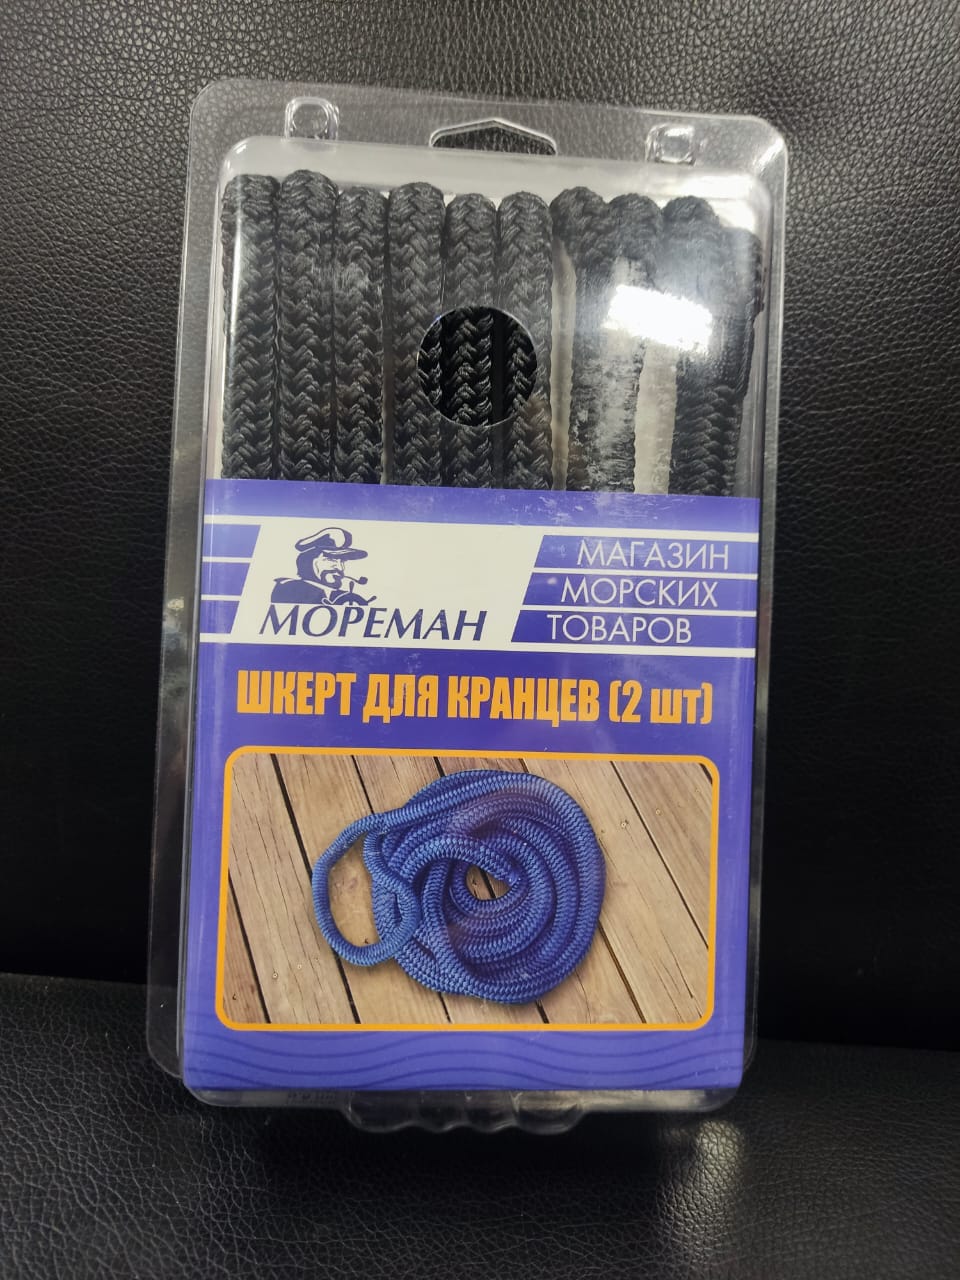 МОРЕМАН
МАГАЗИН
МОРСКИХ
ТОВАРОВ
ШКЕРТ ДЛЯ КРАНЦЕВ (2 шт)